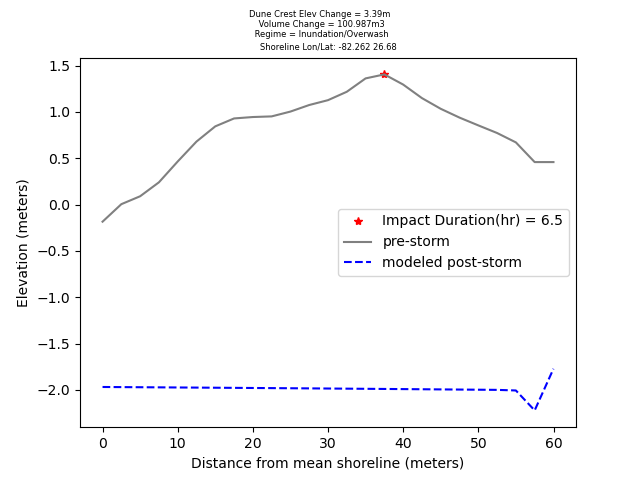 Dune Crest Elev Change = 3.39m
Volume Change = 100.987m3
Regime = Inundation/Overwash
Shoreline Lon/Lat: -82.262 26.68
1.5
1.0
0.5
0.0
−0.5
−1.0
−1.5
−2.0
Elevation (meters)
Impact Duration(hr) = 6.5
pre-storm
modeled post-storm
0 10 20 30 40 50 60
Distance from mean shoreline (meters)